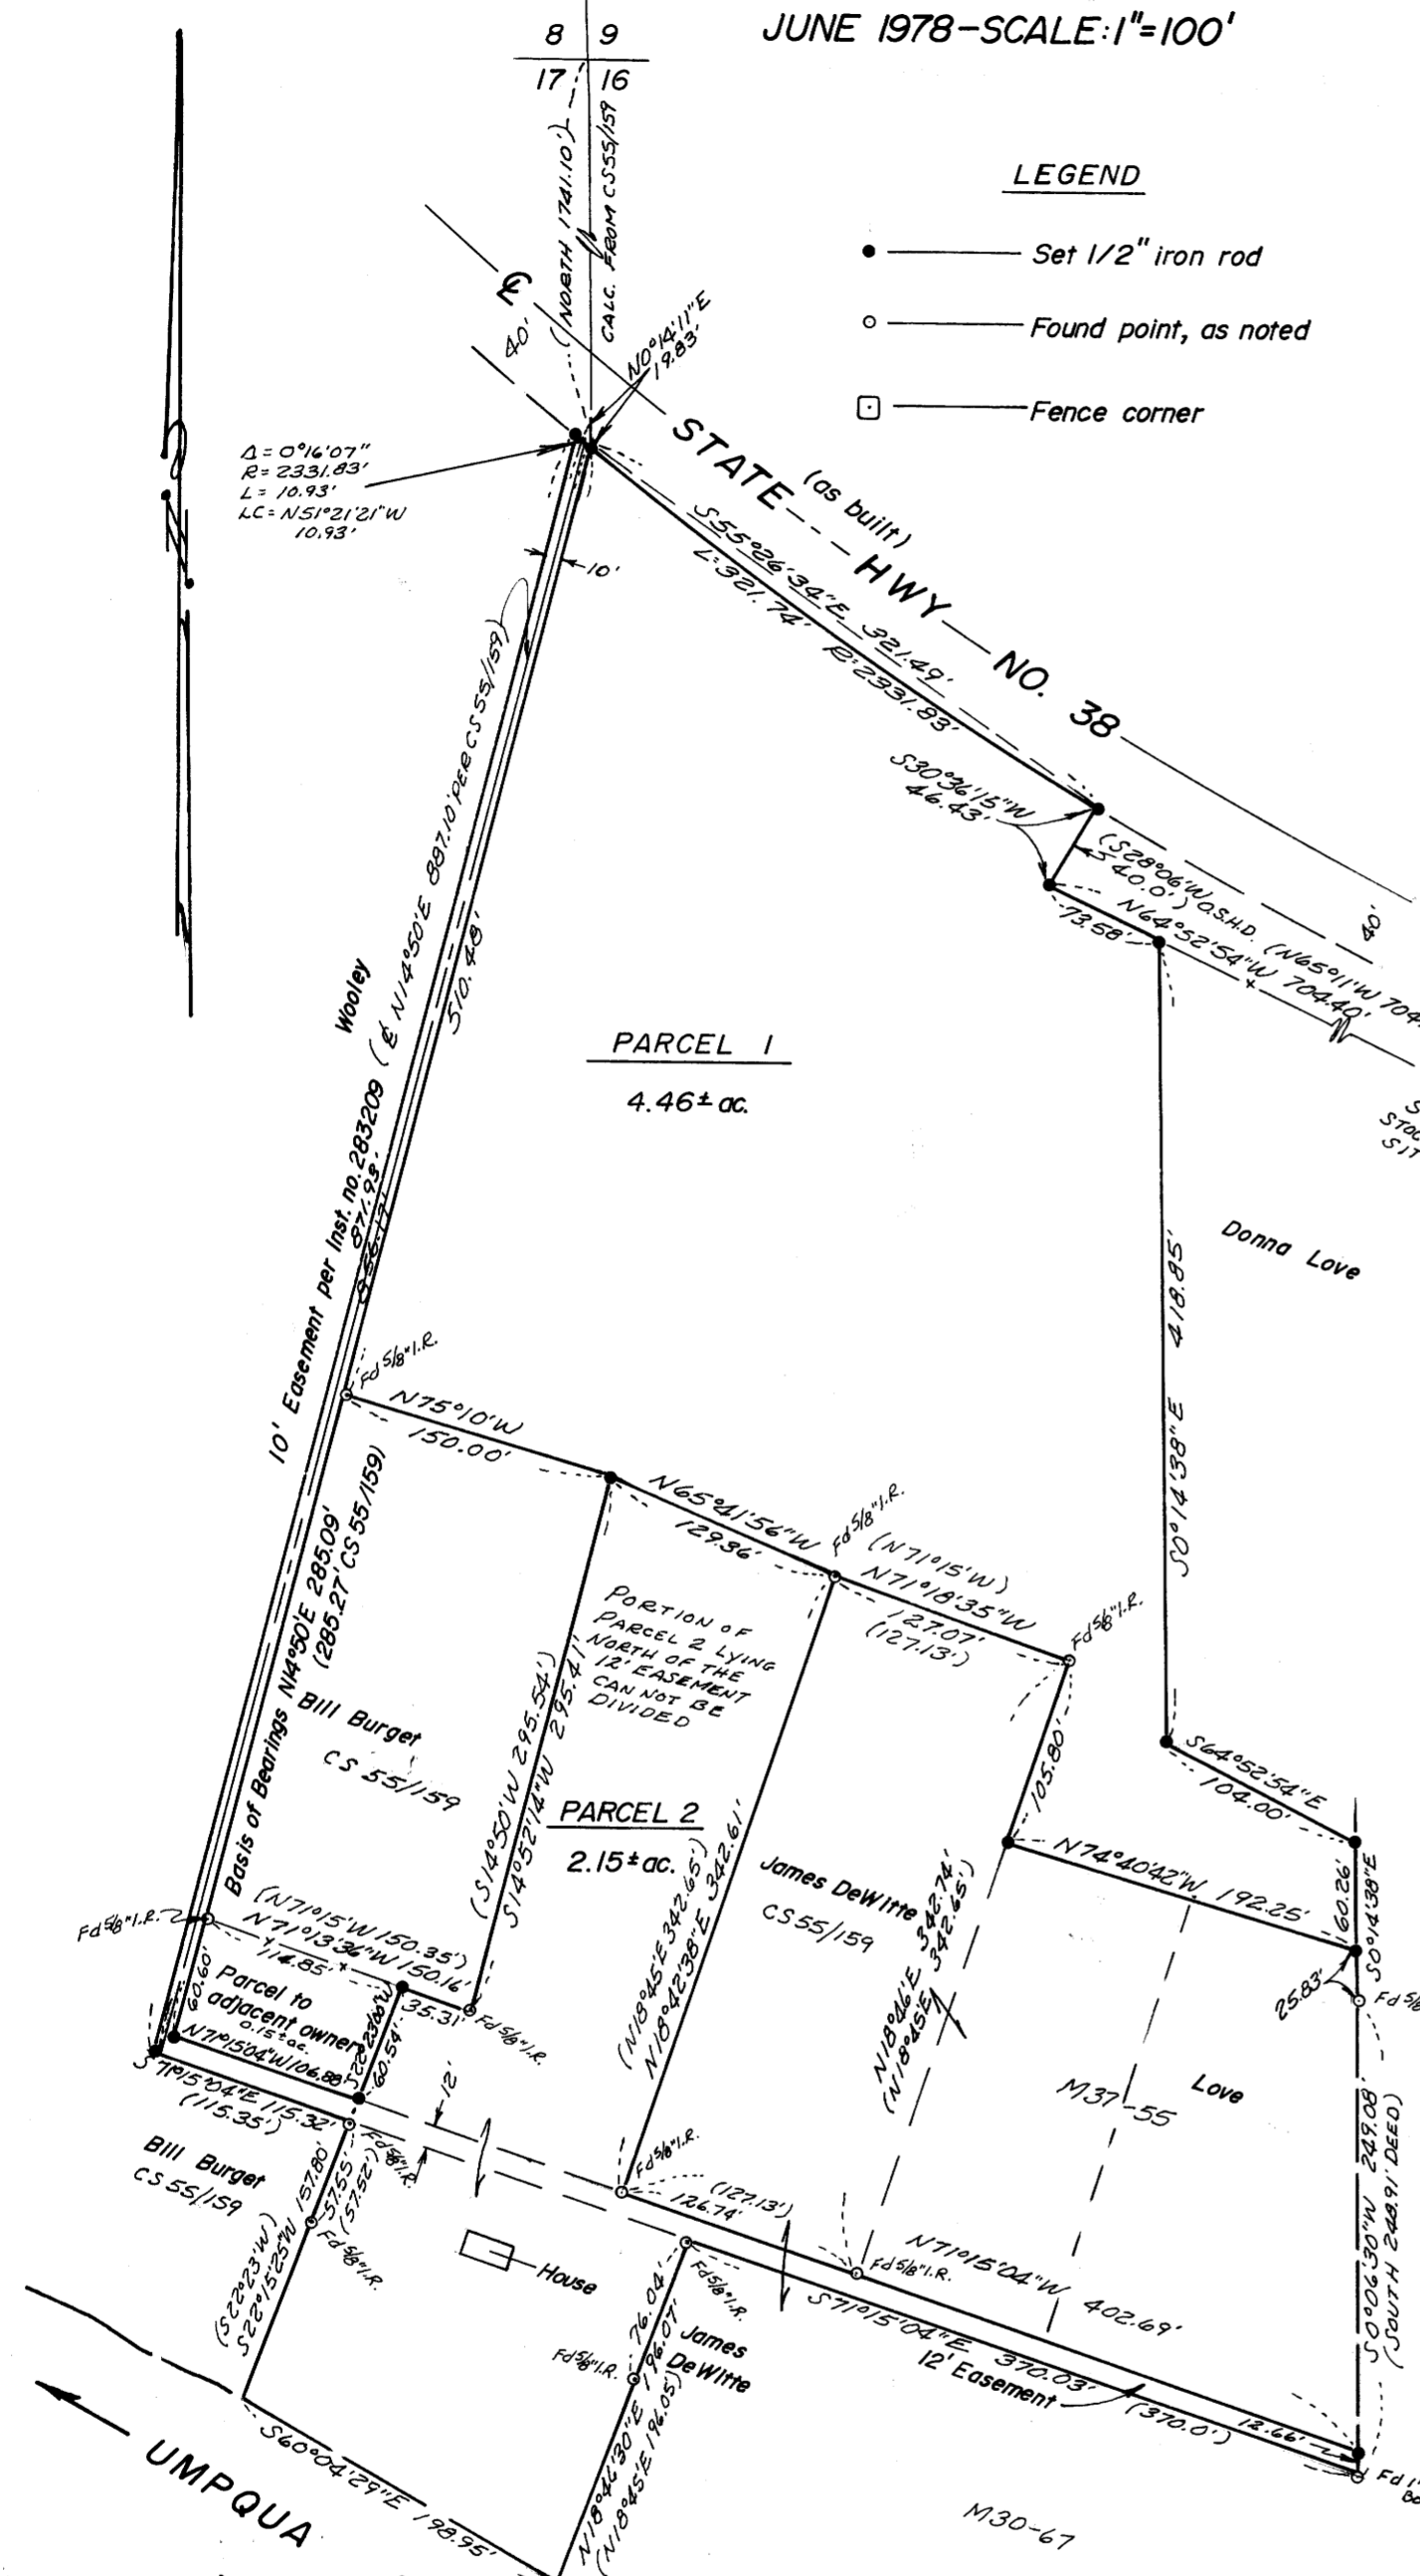 JUNE 1978-SCALE:1"=100'
8 9
17 16
(NORTH 1741.10')
CALC. FROM CS55/159
LEGEND
Set 1/2" iron rod
Found point, as noted
Fence corner
40'
N0°14'11"E
19.83'
Δ= 0°16'07"
R= 2331.83'
L= 10.93'
LC= N51°21'21"W
10.93'
STATE HWY NO. 38
(as built)
S55°26'34"E 321.49'
L=321.74' R=2331.83'
10'
S30°36'15"W
46.43'
(S28°06'W O.S.H.D.
40.0')
40'
(N65°11'W 704.
N64°52'54"W 704.40'
73.58'
Wooley
10' Easement per Inst. no. 283209 (℄ N14°50'E 887.10' PER CS55/159)
871.93'
856.17'
510.48'
PARCEL 1
4.46± ac.
Donna Love
S0°14'38"E 418.85'
Fd 5/8" I.R.
N75°10'W
150.00'
N65°41'56"W
129.36'
Fd 5/8" I.R.
(N71°15'W)
N71°18'35"W
127.07'
(127.13')
Fd 5/8" I.R.
Basis of Bearings N14°50'E 285.09'
(285.27' CS 55/159)
Bill Burget
CS 55/159
(S14°50'W 295.54')
S14°52'14"W 295.41'
PORTION OF
PARCEL 2 LYING
NORTH OF THE
12' EASEMENT
CAN NOT BE
DIVIDED
PARCEL 2
2.15± ac.
105.80'
S64°52'54"E
104.00'
N74°40'42"W 192.25'
60.26'
S0°14'38"E
25.83'
Fd 5/8
James DeWitte
CS55/159
(N18°45'E 342.65')
N18°42'38"E 342.61'
N18°46'E 342.74'
(N18°45'E 342.65')
Fd 5/8" I.R.
(N71°15'W 150.35')
N71°13'36"W 150.16'
114.85'
35.31'
Fd 5/8" I.R.
Parcel to
adjacent owner
0.15± ac.
60.60'
S22°23'00"W
60.54'
N71°15'04"W 106.88'
S71°15'04"E 115.32'
(115.35')
12'
Fd 5/8" I.R.
M37-55
Love
S0°06'30"W 249.08'
(SOUTH 248.91' DEED)
Bill Burget
CS 55/159
157.80'
57.55'
(57.52')
Fd 5/8" I.R.
(S22°23'W)
S22°15'25"W
House
Fd 5/8" I.R.
(127.13')
126.74'
Fd 5/8" I.R.
N71°15'04"W 402.69'
S71°15'04"E 370.03'
(370.0')
12' Easement
12.66'
Fd 1"
Fd 5/8" I.R.
76.04'
Fd 5/8" I.R.
James
DeWitte
N18°46'30"E 196.07'
(N18°45'E 196.05')
S60°04'29"E 198.95'
UMPQUA
M30-67